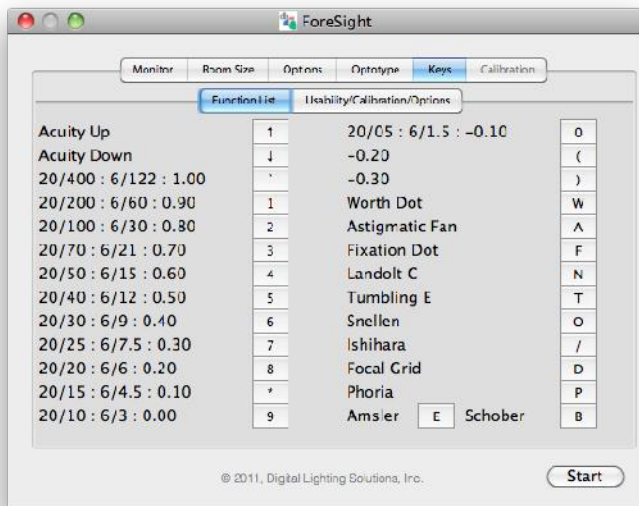 ForeSight
Monitor Room Size Options Optotype Keys Calibration
Function List Usability/Calibration/Options
Acuity Up ↑
Acuity Down ↓
20/400 : 6/122 : 1.00 `
20/200 : 6/60 : 0.90 1
20/100 : 6/30 : 0.80 2
20/70 : 6/21 : 0.70 3
20/50 : 6/15 : 0.60 4
20/40 : 6/12 : 0.50 5
20/30 : 6/9 : 0.40 6
20/25 : 6/7.5 : 0.30 7
20/20 : 6/6 : 0.20 8
20/15 : 6/4.5 : 0.10 *
20/10 : 6/3 : 0.00 9
20/05 : 6/1.5 : -0.10 0
-0.20 (
-0.30 )
Worth Dot W
Astigmatic Fan A
Fixation Dot F
Landolt C N
Tumbling E T
Snellen O
Ishihara /
Focal Grid D
Phoria P
Amsler E Schober B
© 2011, Digital Lighting Solutions, Inc.
Start